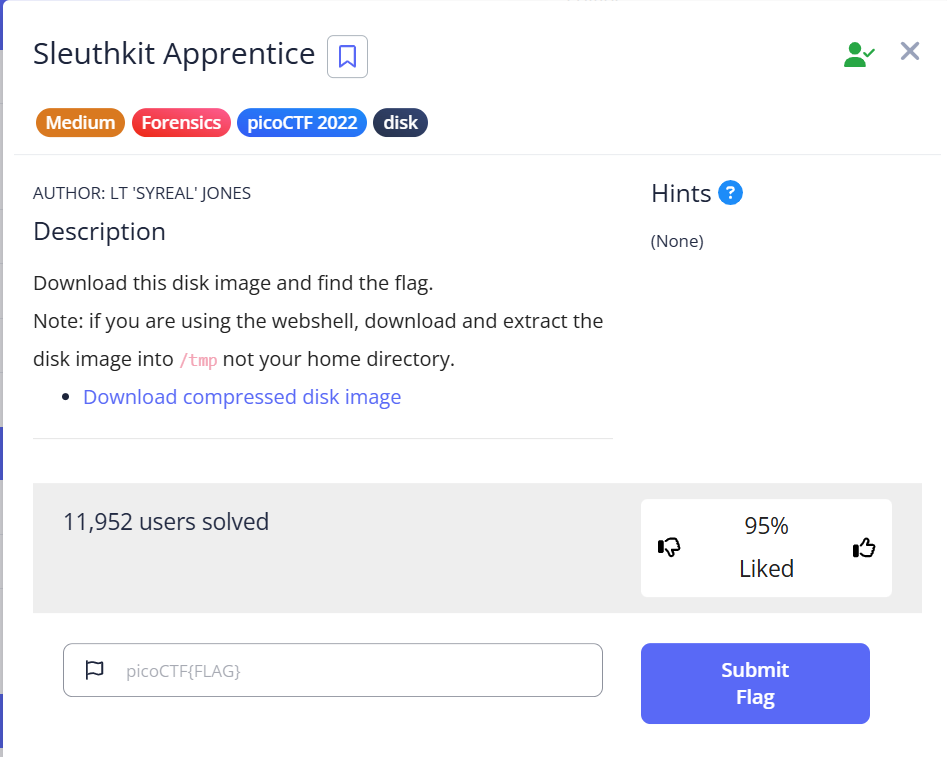 Sleuthkit Apprentice
Medium Forensics picoCTF 2022 disk
AUTHOR: LT 'SYREAL' JONES
Description
Download this disk image and find the flag.
Note: if you are using the webshell, download and extract the
disk image into /tmp not your home directory.
Download compressed disk image
Hints ?
(None)
11,952 users solved
95%
Liked
picoCTF{FLAG}
Submit
Flag